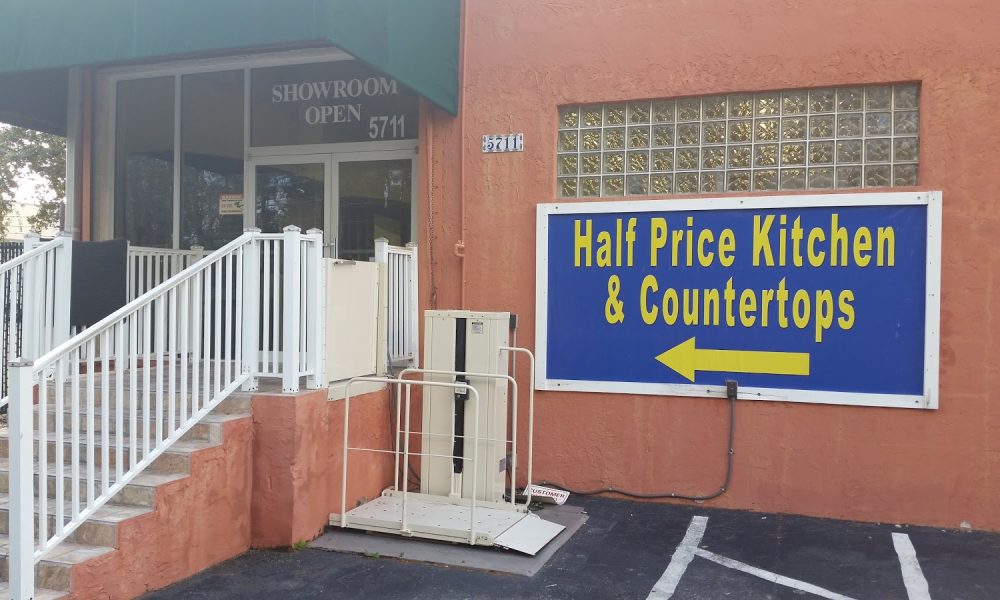 SHOWROOM
OPEN
5711
5711
Half Price Kitchen
& Countertops
CUSTOMER